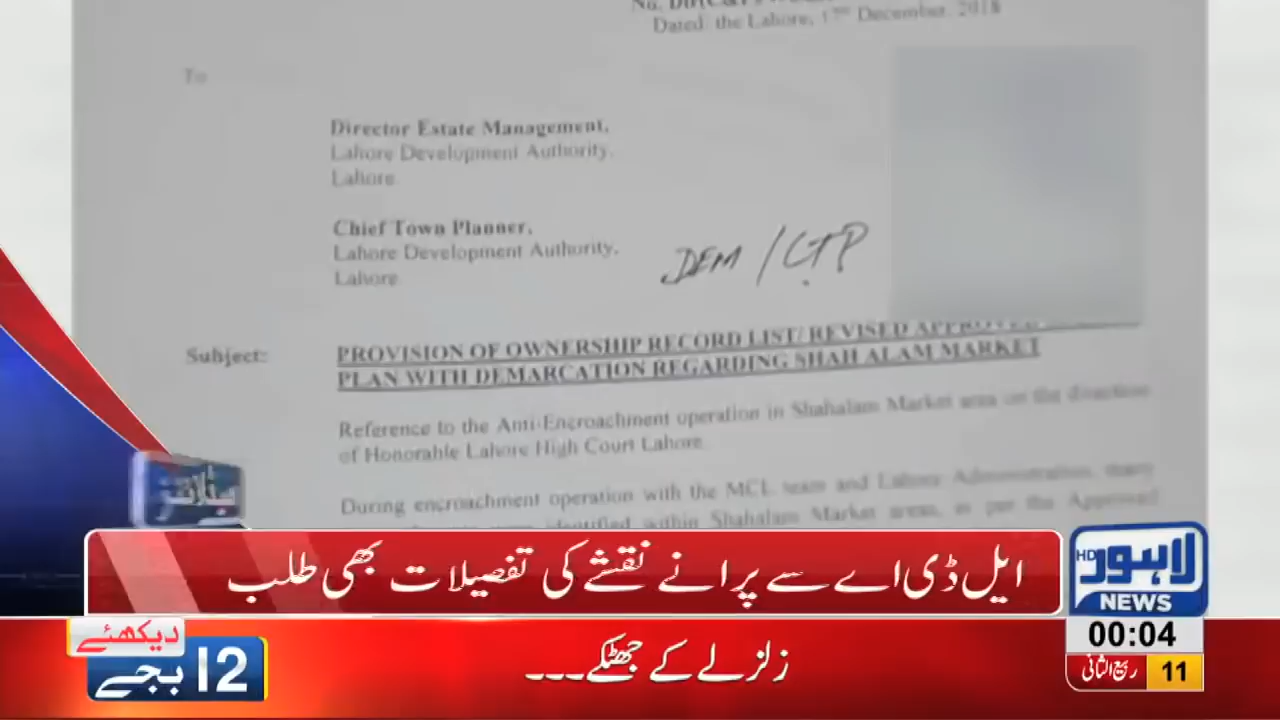 Dated: the Lahore, 17th December, 2018
To
Director Estate Management,
Lahore Development Authority,
Lahore
Chief Town Planner,
Lahore Development Authority,
Lahore
DEM / CTP
Subject:
PROVISION OF OWNERSHIP RECORD LIST/ REVISED APPROVED
PLAN WITH DEMARCATION REGARDING SHAH ALAM MARKET
Reference to the Anti-Encroachment operation in Shahalam Market area on the direction
of Honorable Lahore High Court Lahore.
During encroachment operation with the MCL team and Lahore Administration, many
identified within Shahalam Market areas, as per the Approved
ایل ڈی اے سے پرانے نقشے کی تفصیلات بھی طلب
لاہور HD
NEWS
00:04
11 ربیع الثانی
دیکھئے
12 بجے
زلزلے کے جھٹکے۔۔۔